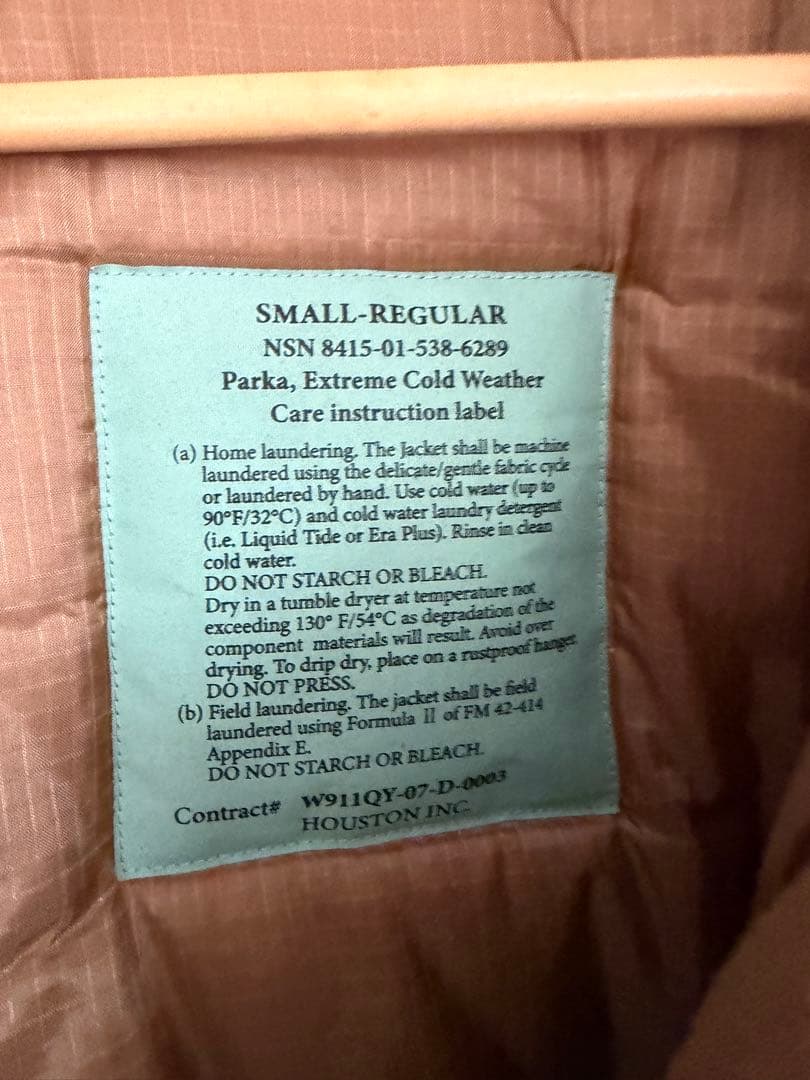 SMALL-REGULAR
NSN 8415-01-538-6289
Parka, Extreme Cold Weather
Care instruction label
(a) Home laundering. The Jacket shall be machine
laundered using the delicate/gentle fabric cycle
or laundered by hand. Use cold water (up to
90°F/32°C) and cold water laundry detergent
(i.e. Liquid Tide or Era Plus). Rinse in clean
cold water.
DO NOT STARCH OR BLEACH.
Dry in a tumble dryer at temperature not
exceeding 130° F/54°C as degradation of the
component materials will result. Avoid over
drying. To drip dry, place on a rustproof hanger.
DO NOT PRESS.
(b) Field laundering. The jacket shall be field
laundered using Formula II of FM 42-414
Appendix E.
DO NOT STARCH OR BLEACH.
Contract# W911QY-07-D-0003
HOUSTON INC.